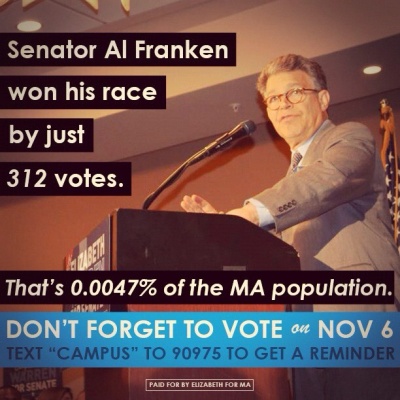 Senator Al Franken
won his race
by just
312 votes.
ELIZABETH
That's 0.0047% of the MA population.
DON'T FORGET TO VOTE on NOV 6
TEXT "CAMPUS" TO 90975 TO GET A REMINDER
WARREN
FOR SENATE
PAID FOR BY ELIZABETH FOR MA